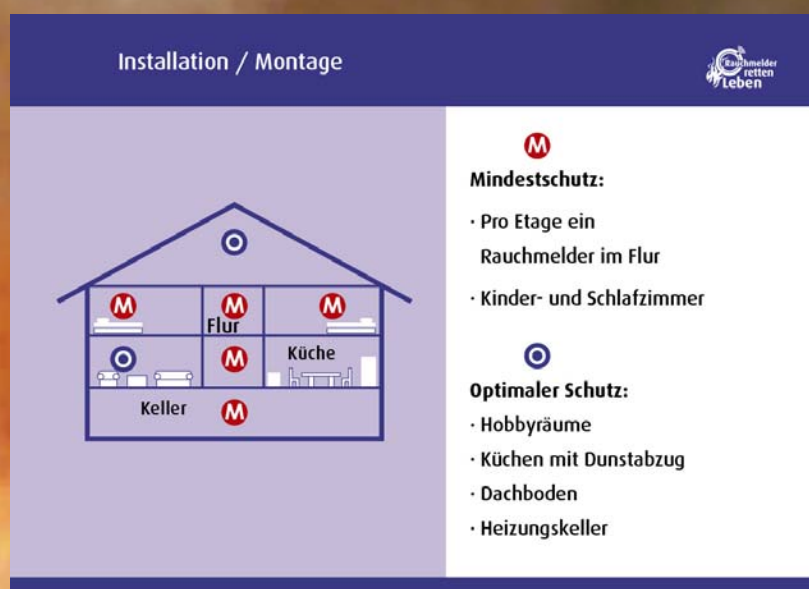 Installation / Montage
Rauchmelder
retten
Leben
M
Mindestschutz:
· Pro Etage ein
Rauchmelder im Flur
· Kinder- und Schlafzimmer
O
Optimaler Schutz:
· Hobbyräume
· Küchen mit Dunstabzug
· Dachboden
· Heizungskeller
O
M M M
Flur
O M Küche
Keller M